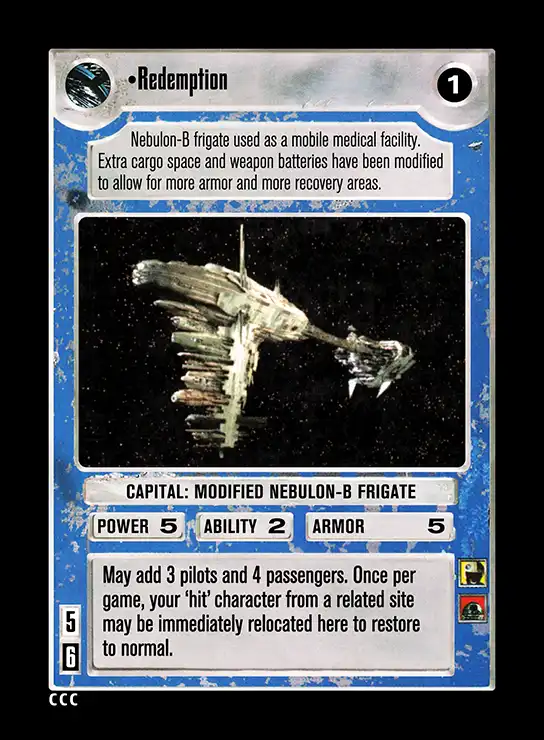 •Redemption
1
Nebulon-B frigate used as a mobile medical facility.
Extra cargo space and weapon batteries have been modified
to allow for more armor and more recovery areas.
CAPITAL: MODIFIED NEBULON-B FRIGATE
POWER 5 ABILITY 2 ARMOR 5
May add 3 pilots and 4 passengers. Once per
game, your ‘hit’ character from a related site
may be immediately relocated here to restore
to normal.
5
6
CCC